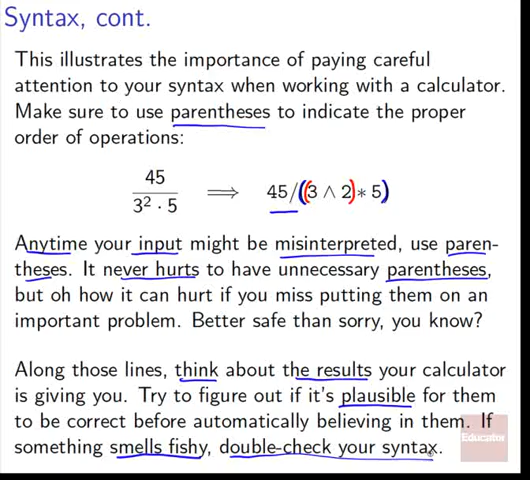 Syntax, cont.
This illustrates the importance of paying careful
attention to your syntax when working with a calculator.
Make sure to use parentheses to indicate the proper
order of operations:
45
3² · 5
⟹ 45/((3 ∧ 2) ∗ 5)
Anytime your input might be misinterpreted, use paren-
theses. It never hurts to have unnecessary parentheses,
but oh how it can hurt if you miss putting them on an
important problem. Better safe than sorry, you know?
Along those lines, think about the results your calculator
is giving you. Try to figure out if it's plausible for them
to be correct before automatically believing in them. If
something smells fishy, double-check your syntax.
Educator